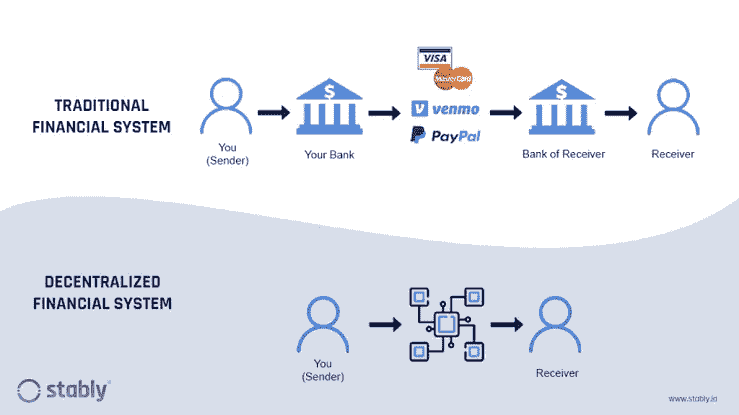 TRADITIONAL
FINANCIAL SYSTEM
You
(Sender)
$
Your Bank
VISA
MasterCard
venmo
PayPal
$
Bank of Receiver
Receiver
DECENTRALIZED
FINANCIAL SYSTEM
You
(Sender)
Receiver
stably
www.stably.io